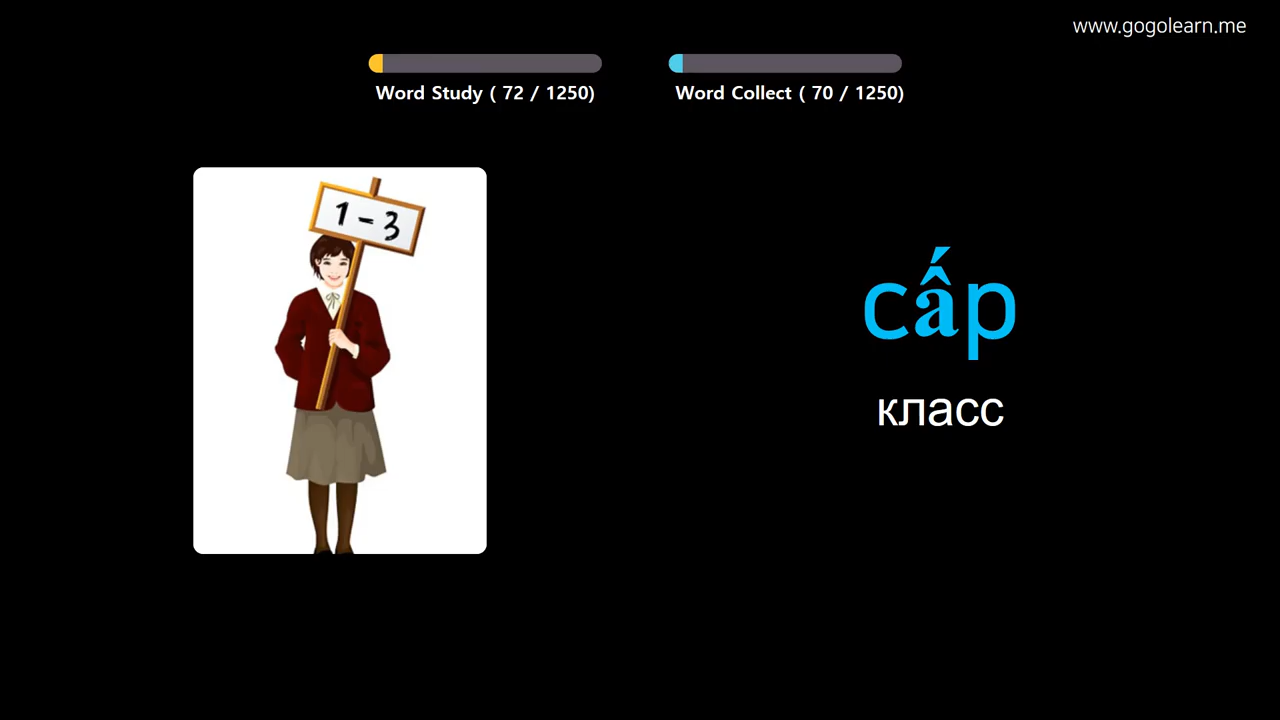 www.gogolearn.me
Word Study ( 72 / 1250)
Word Collect ( 70 / 1250)
1 - 3
cấp
класс